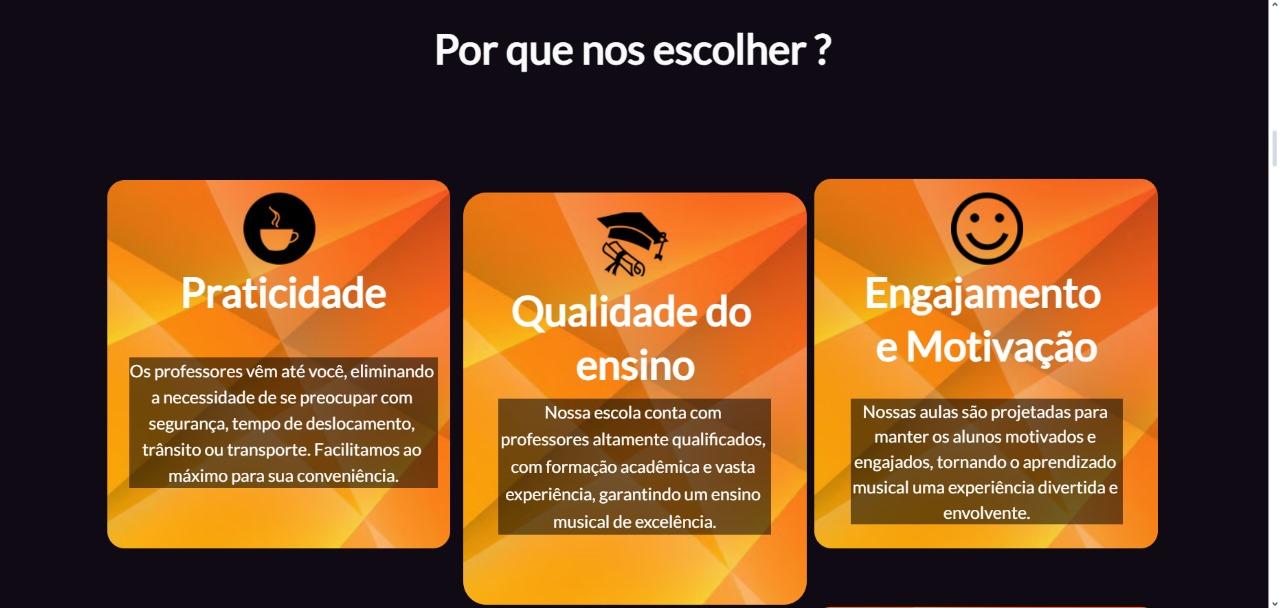 Por que nos escolher ?
Praticidade
Os professores vêm até você, eliminando
a necessidade de se preocupar com
segurança, tempo de deslocamento,
trânsito ou transporte. Facilitamos ao
máximo para sua conveniência.
Qualidade do
ensino
Nossa escola conta com
professores altamente qualificados,
com formação acadêmica e vasta
experiência, garantindo um ensino
musical de excelência.
Engajamento
e Motivação
Nossas aulas são projetadas para
manter os alunos motivados e
engajados, tornando o aprendizado
musical uma experiência divertida e
envolvente.